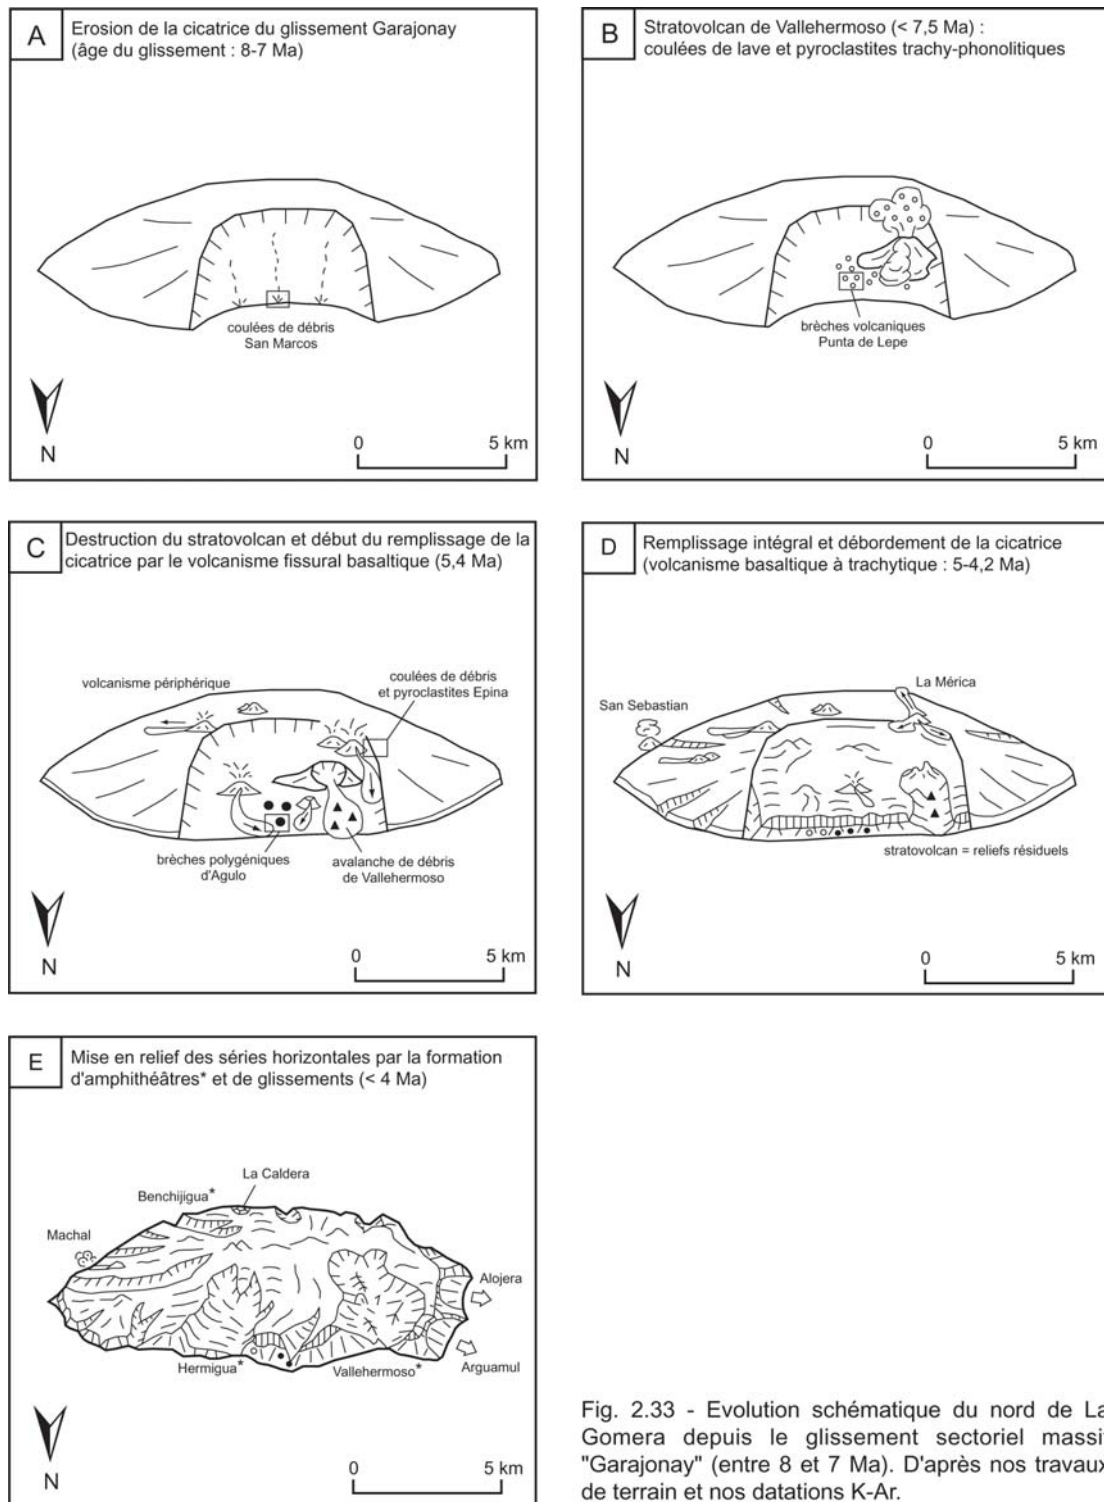 A
Erosion de la cicatrice du glissement Garajonay
(âge du glissement : 8-7 Ma)
coulées de débris
San Marcos
N
0
5 km
B
Stratovolcan de Vallehermoso (< 7,5 Ma) :
coulées de lave et pyroclastites trachy-phonolitiques
brèches volcaniques
Punta de Lepe
N
0
5 km
C
Destruction du stratovolcan et début du remplissage de la
cicatrice par le volcanisme fissural basaltique (5,4 Ma)
volcanisme périphérique
coulées de débris
et pyroclastites Epina
brèches polygéniques
d'Agulo
avalanche de débris
de Vallehermoso
N
0
5 km
D
Remplissage intégral et débordement de la cicatrice
(volcanisme basaltique à trachytique : 5-4,2 Ma)
San Sebastian
La Mérica
stratovolcan = reliefs résiduels
N
0
5 km
E
Mise en relief des séries horizontales par la formation
d'amphithéâtres* et de glissements (< 4 Ma)
La Caldera
Benchijigua*
Machal
Alojera
Hermigua*
Vallehermoso*
Arguamul
N
0
5 km
Fig. 2.33 - Evolution schématique du nord de La
Gomera depuis le glissement sectoriel massif
"Garajonay" (entre 8 et 7 Ma). D'après nos travaux
de terrain et nos datations K-Ar.